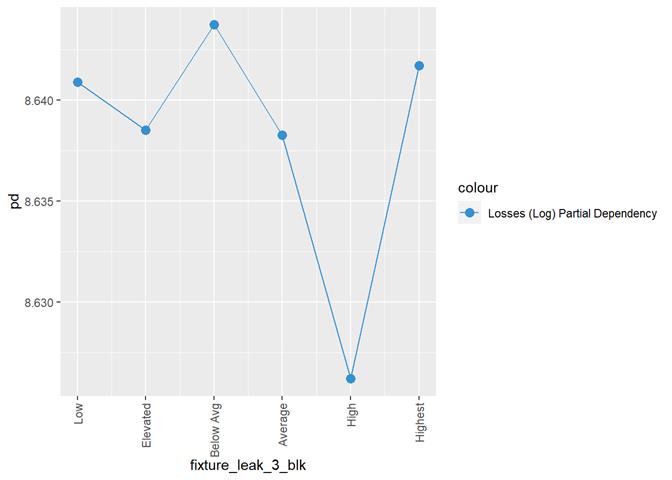 8.640
8.635
8.630
pd
Low
Elevated
Below Avg
Average
High
Highest
fixture_leak_3_blk
colour
Losses (Log) Partial Dependency